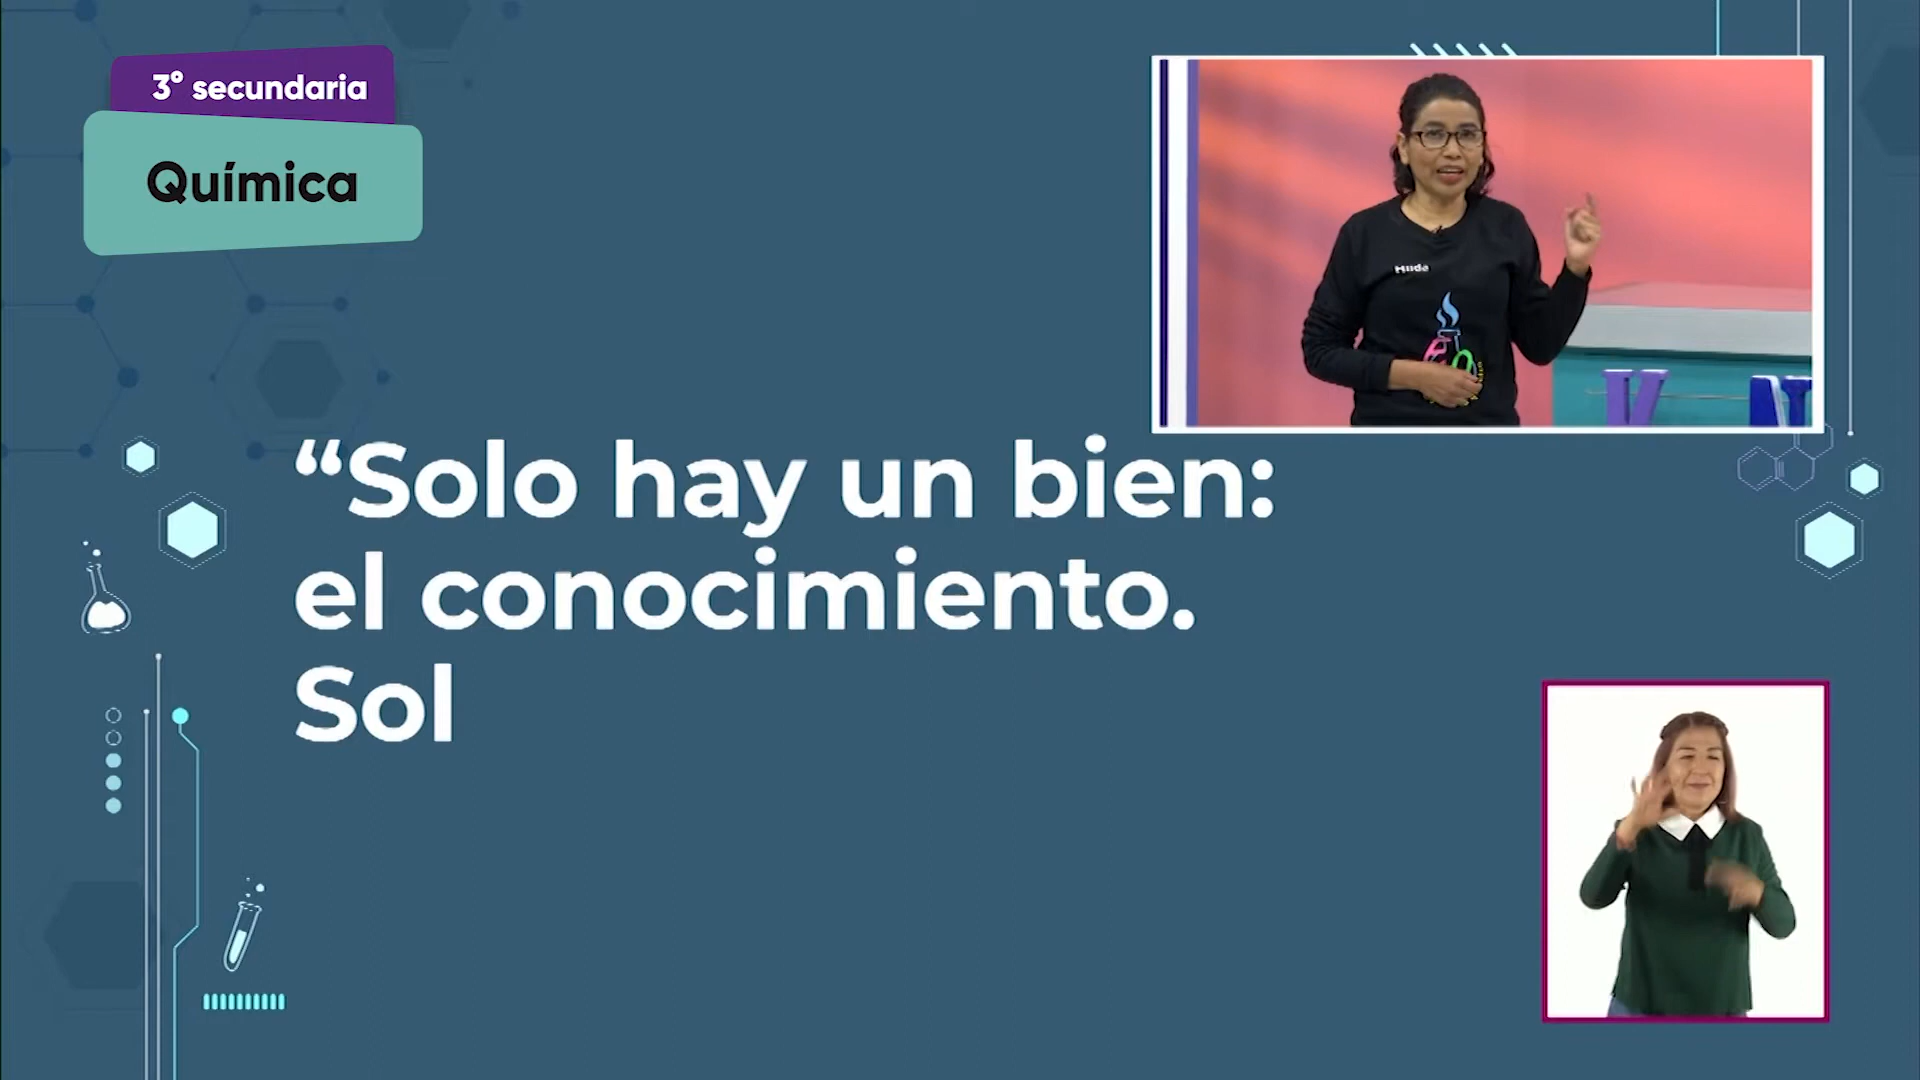 3° secundaria
Química
“Solo hay un bien:
el conocimiento.
Sol
Hilda